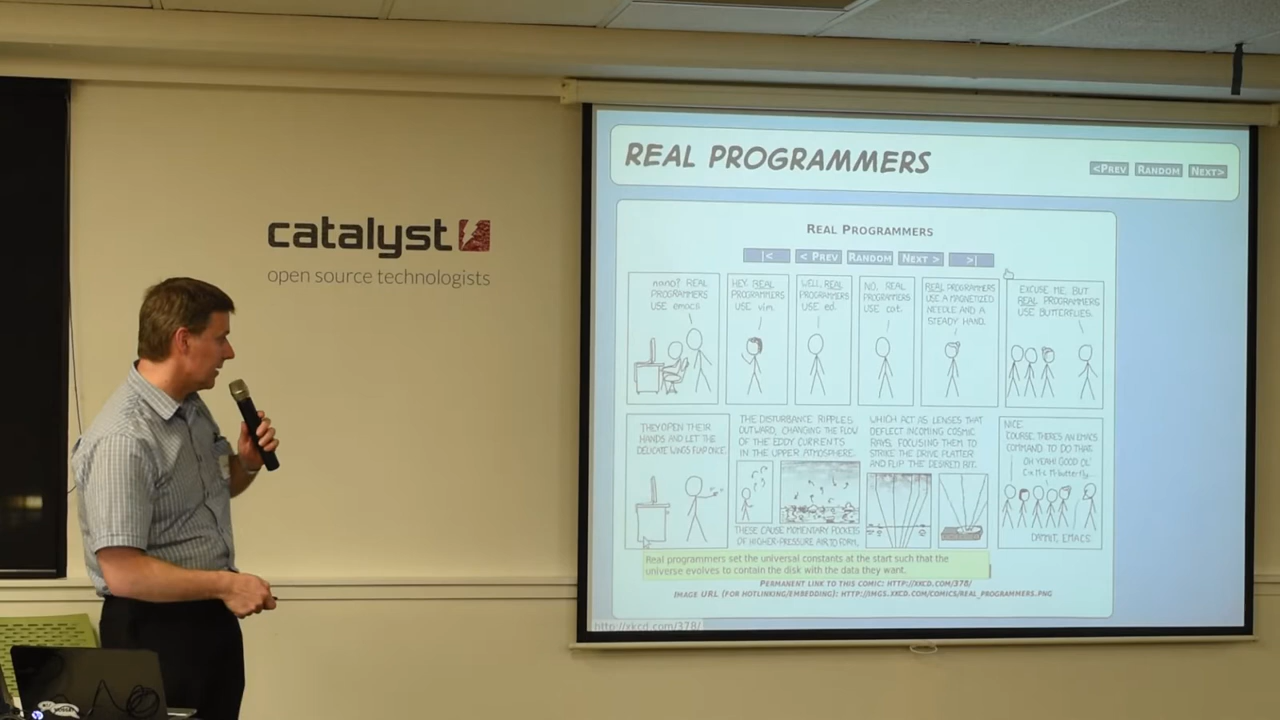 catalyst
open source technologists
REAL PROGRAMMERS
<PREV RANDOM NEXT>
REAL PROGRAMMERS
|< < PREV RANDOM NEXT > >|
nano? REAL
PROGRAMMERS
USE emacs
HEY. REAL
PROGRAMMERS
USE vim.
WELL, REAL
PROGRAMMERS
USE ed.
NO, REAL
PROGRAMMERS
USE cat.
REAL PROGRAMMERS
USE A MAGNETIZED
NEEDLE AND A
STEADY HAND.
EXCUSE ME, BUT
REAL PROGRAMMERS
USE BUTTERFLIES.
THEY OPEN THEIR
HANDS AND LET THE
DELICATE WINGS FLAP ONCE.
THE DISTURBANCE RIPPLES
OUTWARD, CHANGING THE FLOW
OF THE EDDY CURRENTS
IN THE UPPER ATMOSPHERE.
THESE CAUSE MOMENTARY POCKETS
OF HIGHER-PRESSURE AIR TO FORM,
WHICH ACT AS LENSES THAT
DEFLECT INCOMING COSMIC
RAYS, FOCUSING THEM TO
STRIKE THE DRIVE PLATTER
AND FLIP THE DESIRED BIT.
NICE.
'COURSE, THERE'S AN EMACS
COMMAND TO DO THAT.
OH YEAH! GOOD OL'
C-x M-c M-butterfly...
DAMMIT, EMACS.
Real programmers set the universal constants at the start such that the
universe evolves to contain the disk with the data they want.
PERMANENT LINK TO THIS COMIC: HTTP://XKCD.COM/378/
IMAGE URL (FOR HOTLINKING/EMBEDDING): HTTP://IMGS.XKCD.COM/COMICS/REAL_PROGRAMMERS.PNG
http://xkcd.com/378/